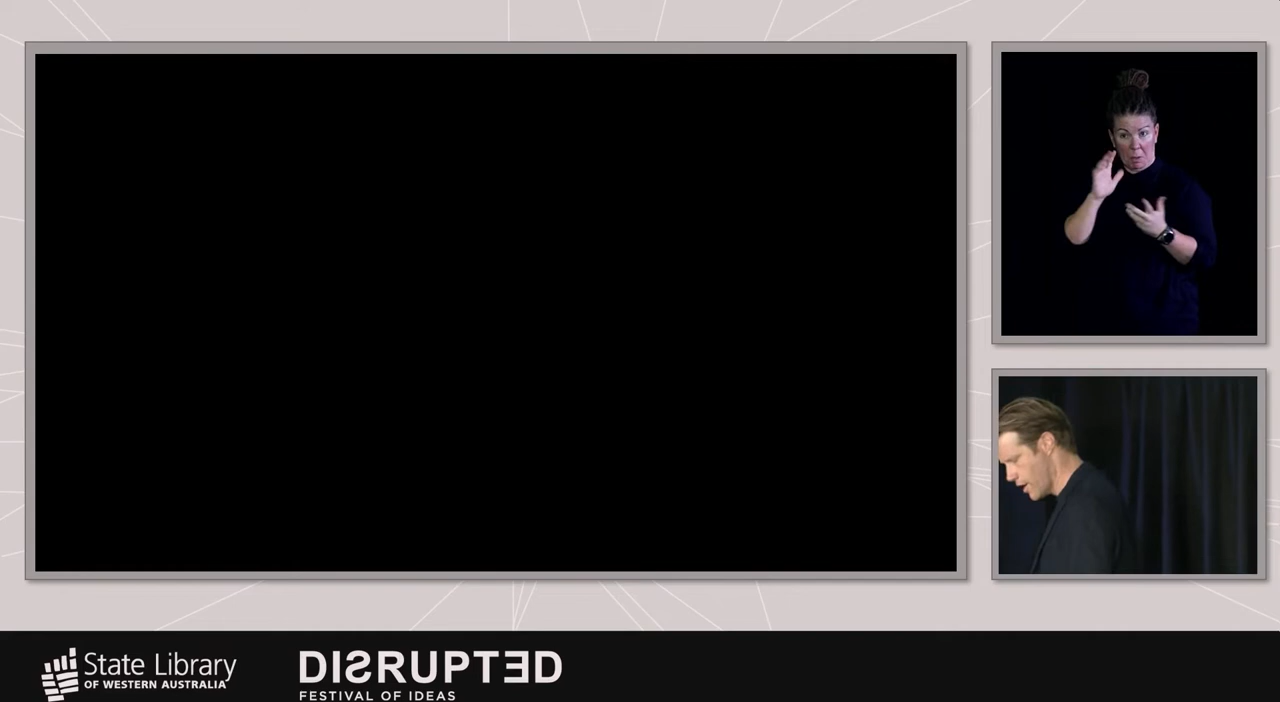 State Library
OF WESTERN AUSTRALIA
DISRUPTED
FESTIVAL OF IDEAS